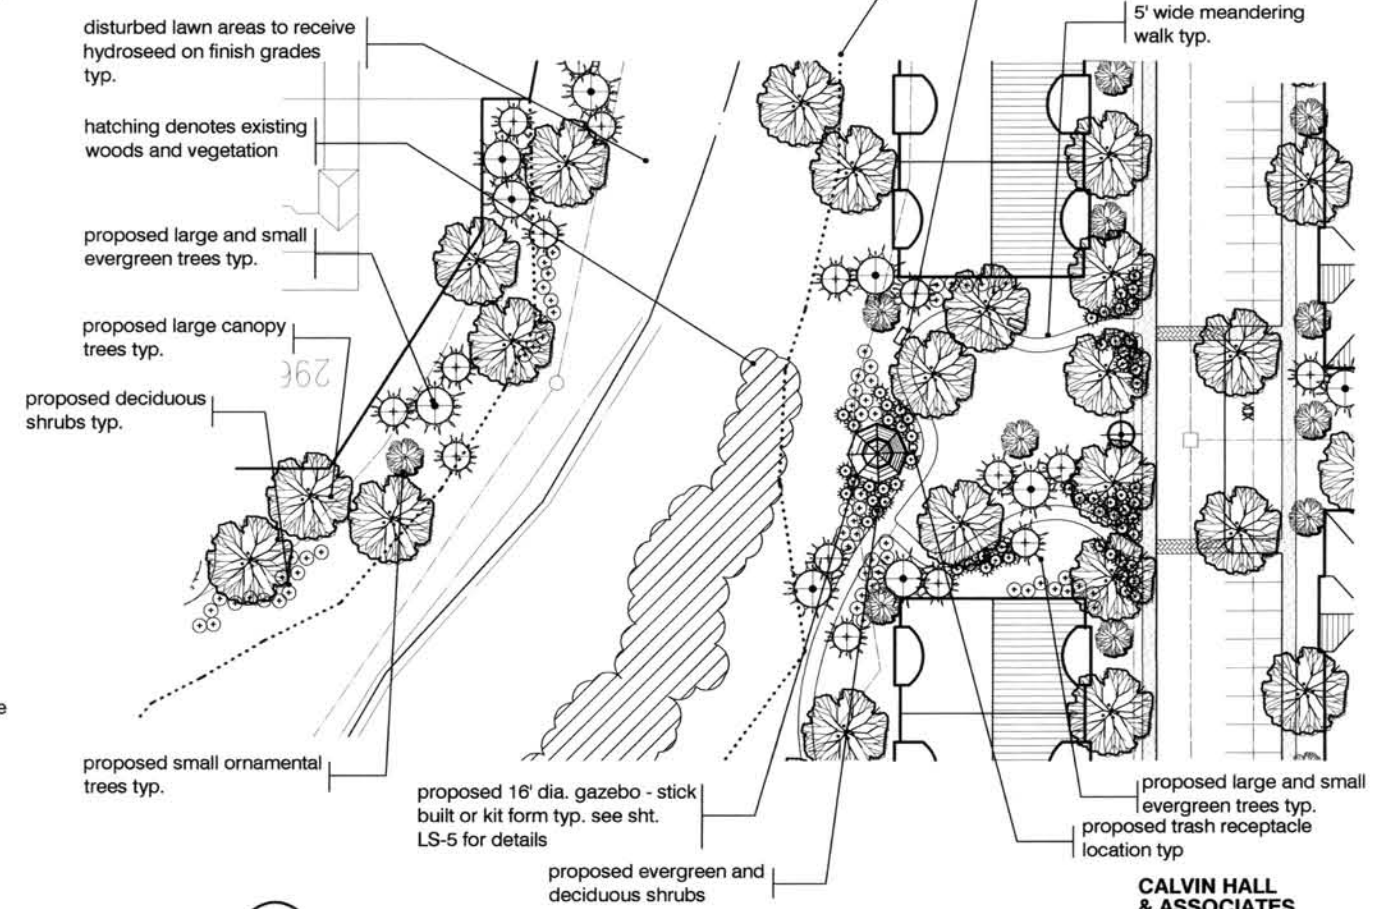 disturbed lawn areas to receive
hydroseed on finish grades
typ.
hatching denotes existing
woods and vegetation
proposed large and small
evergreen trees typ.
proposed large canopy
trees typ.
296
proposed deciduous
shrubs typ.
e
proposed small ornamental
trees typ.
5' wide meandering
walk typ.
proposed 16' dia. gazebo - stick
built or kit form typ. see sht.
LS-5 for details
proposed evergreen and
deciduous shrubs
proposed large and small
evergreen trees typ.
proposed trash receptacle
location typ
CALVIN HALL
& ASSOCIATES